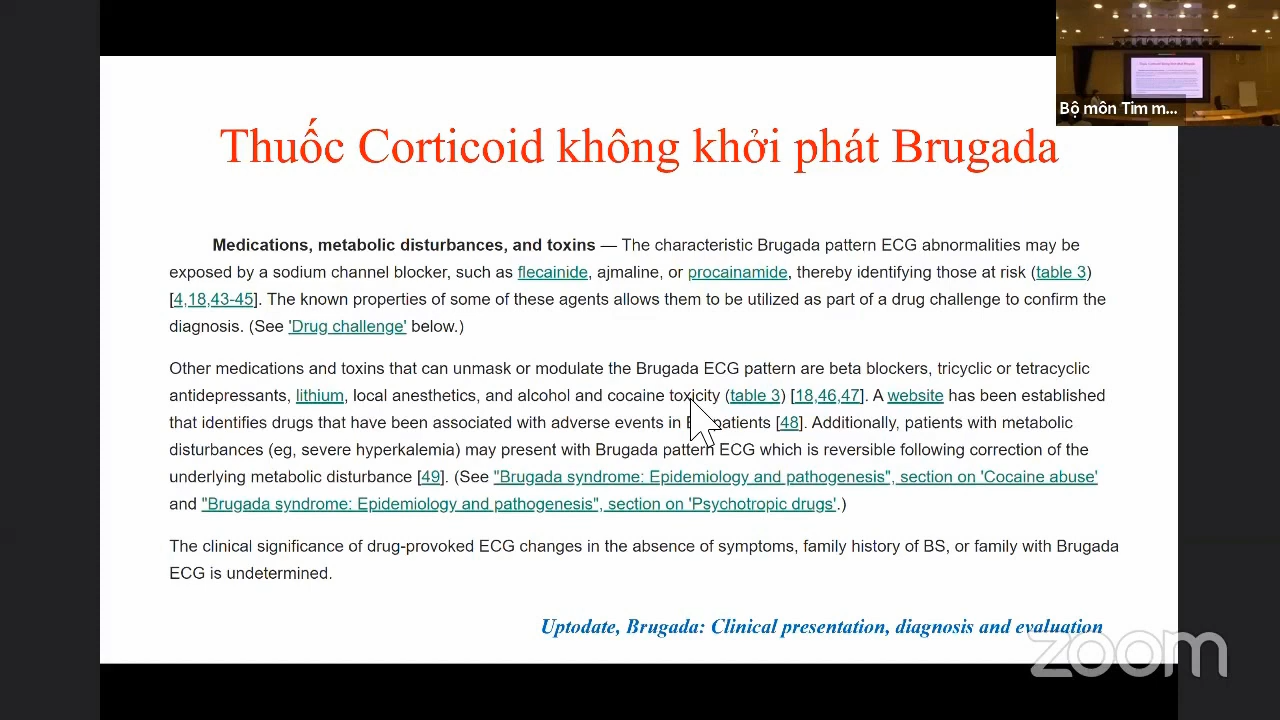 Bộ môn Tim m...
Thuốc Corticoid không khởi phát Brugada
Medications, metabolic disturbances, and toxins — The characteristic Brugada pattern ECG abnormalities may be
exposed by a sodium channel blocker, such as flecainide, ajmaline, or procainamide, thereby identifying those at risk (table 3)
[4,18,43-45]. The known properties of some of these agents allows them to be utilized as part of a drug challenge to confirm the
diagnosis. (See 'Drug challenge' below.)
Other medications and toxins that can unmask or modulate the Brugada ECG pattern are beta blockers, tricyclic or tetracyclic
antidepressants, lithium, local anesthetics, and alcohol and cocaine toxicity (table 3) [18,46,47]. A website has been established
that identifies drugs that have been associated with adverse events in patients [48]. Additionally, patients with metabolic
disturbances (eg, severe hyperkalemia) may present with Brugada pattern ECG which is reversible following correction of the
underlying metabolic disturbance [49]. (See "Brugada syndrome: Epidemiology and pathogenesis", section on 'Cocaine abuse'
and "Brugada syndrome: Epidemiology and pathogenesis", section on 'Psychotropic drugs'.)
The clinical significance of drug-provoked ECG changes in the absence of symptoms, family history of BS, or family with Brugada
ECG is undetermined.
Uptodate, Brugada: Clinical presentation, diagnosis and evaluation
zoom